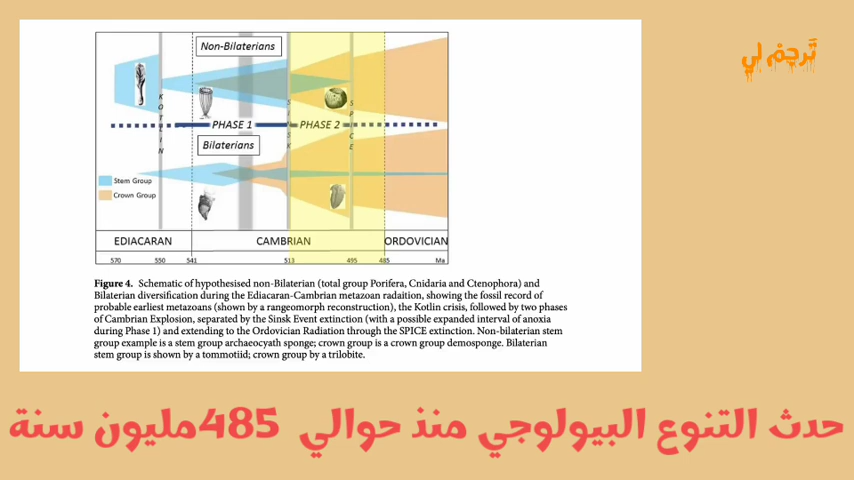 Non-Bilaterians
تَرجِمْ لي
KOTLIN
SINSK
SPICE
PHASE 1
PHASE 2
Bilaterians
Stem Group
Crown Group
EDIACARAN
CAMBRIAN
ORDOVICIAN
570
550
541
513
495
485
Ma
Figure 4. Schematic of hypothesised non-Bilaterian (total group Porifera, Cnidaria and Ctenophora) and
Bilaterian diversification during the Ediacaran-Cambrian metazoan radaition, showing the fossil record of
probable earliest metazoans (shown by a rangeomorph reconstruction), the Kotlin crisis, followed by two phases
of Cambrian Explosion, separated by the Sinsk Event extinction (with a possible expanded interval of anoxia
during Phase 1) and extending to the Ordovician Radiation through the SPICE extinction. Non-bilaterian stem
group example is a stem group archaeocyath sponge; crown group is a crown group demosponge. Bilaterian
stem group is shown by a tommotiid; crown group by a trilobite.
حدث التنوع البيولوجي منذ حوالي 485مليون سنة